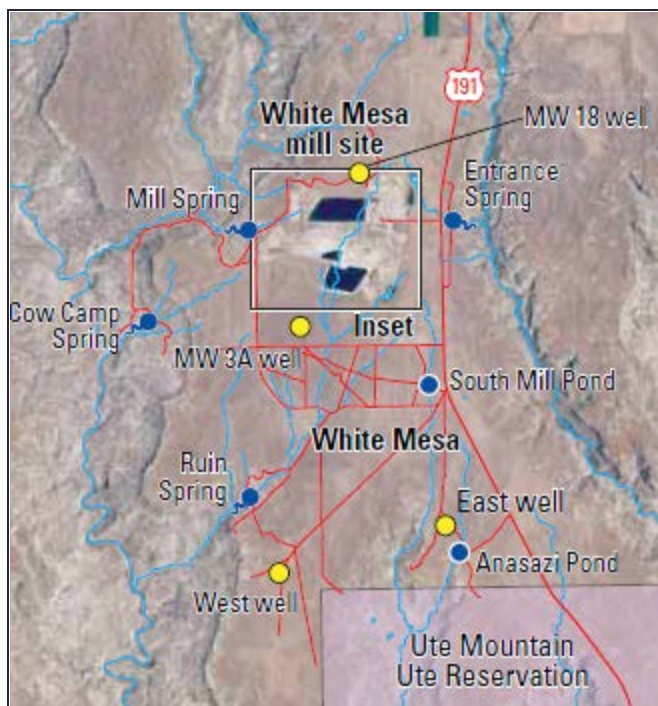 191
White Mesa
mill site
MW 18 well
Mill Spring
Entrance
Spring
Cow Camp
Spring
Inset
MW 3A well
South Mill Pond
White Mesa
Ruin
Spring
East well
Anasazi Pond
West well
Ute Mountain
Ute Reservation